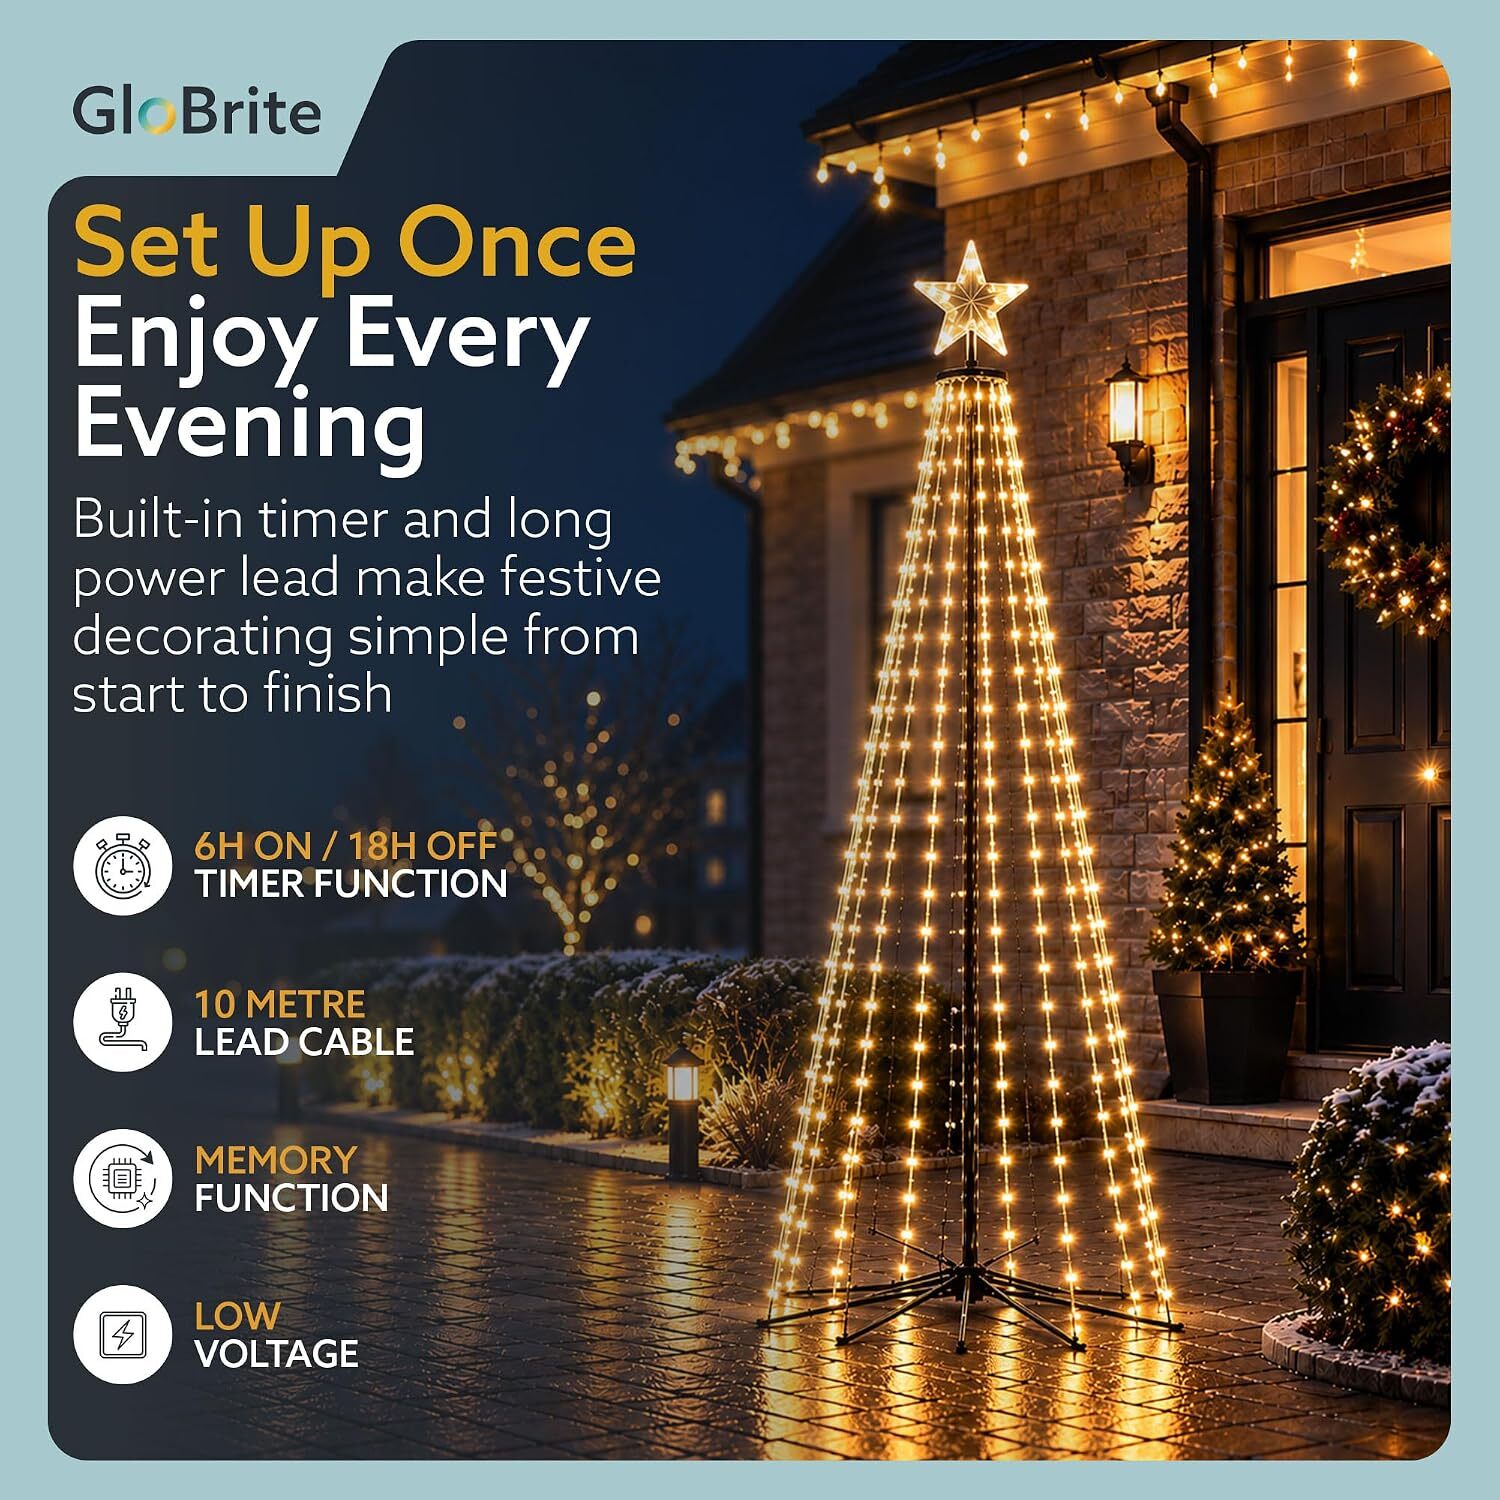 GloBrite
Set Up Once
Enjoy Every
Evening
Built-in timer and long
power lead make festive
decorating simple from
start to finish
6H ON / 18H OFF
TIMER FUNCTION
10 METRE
LEAD CABLE
MEMORY
FUNCTION
LOW
VOLTAGE